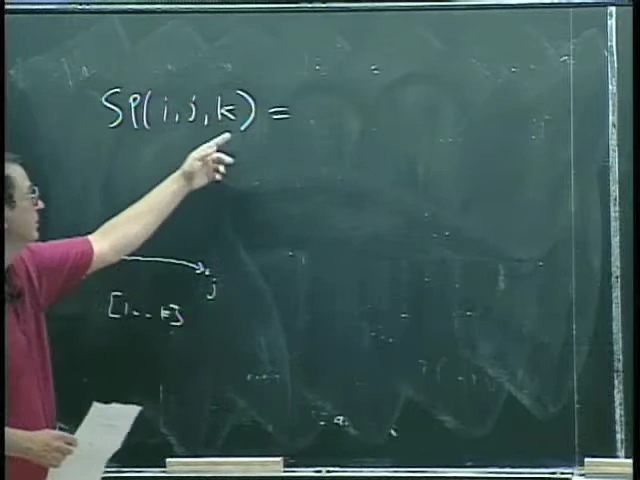 SP(i,j,k) =
j
[1...k]